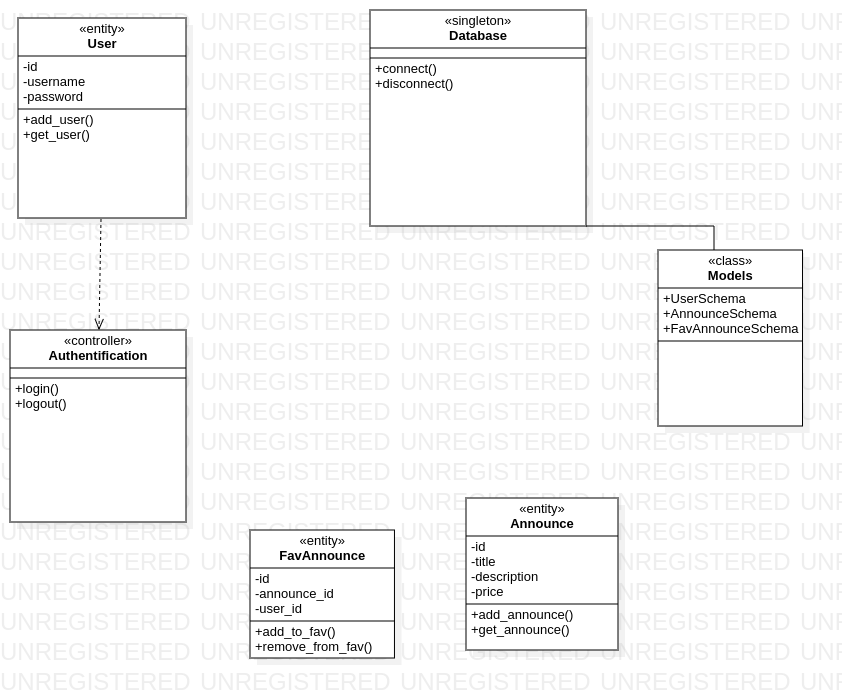 «entity»
User
-id
-username
-password
+add_user()
+get_user()
«singleton»
Database
+connect()
+disconnect()
«class»
Models
+UserSchema
+AnnounceSchema
+FavAnnounceSchema
«controller»
Authentification
+login()
+logout()
«entity»
FavAnnounce
-id
-announce_id
-user_id
+add_to_fav()
+remove_from_fav()
«entity»
Announce
-id
-title
-description
-price
+add_announce()
+get_announce()
UNREGISTERED